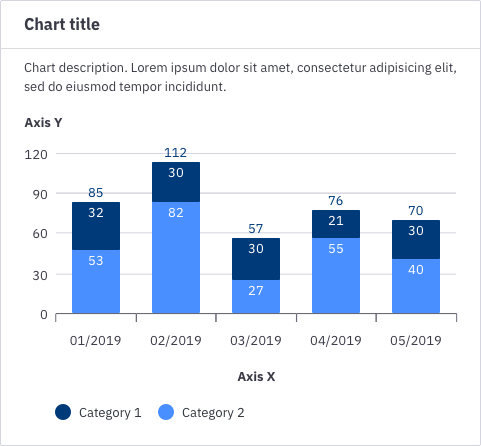 Chart title
Chart description. Lorem ipsum dolor sit amet, consectetur adipisicing elit,
sed do eiusmod tempor incididunt.
Axis Y
120
90
60
30
0
85
32
53
112
30
82
57
30
27
76
21
55
70
30
40
01/2019 02/2019 03/2019 04/2019 05/2019
Axis X
Category 1 Category 2